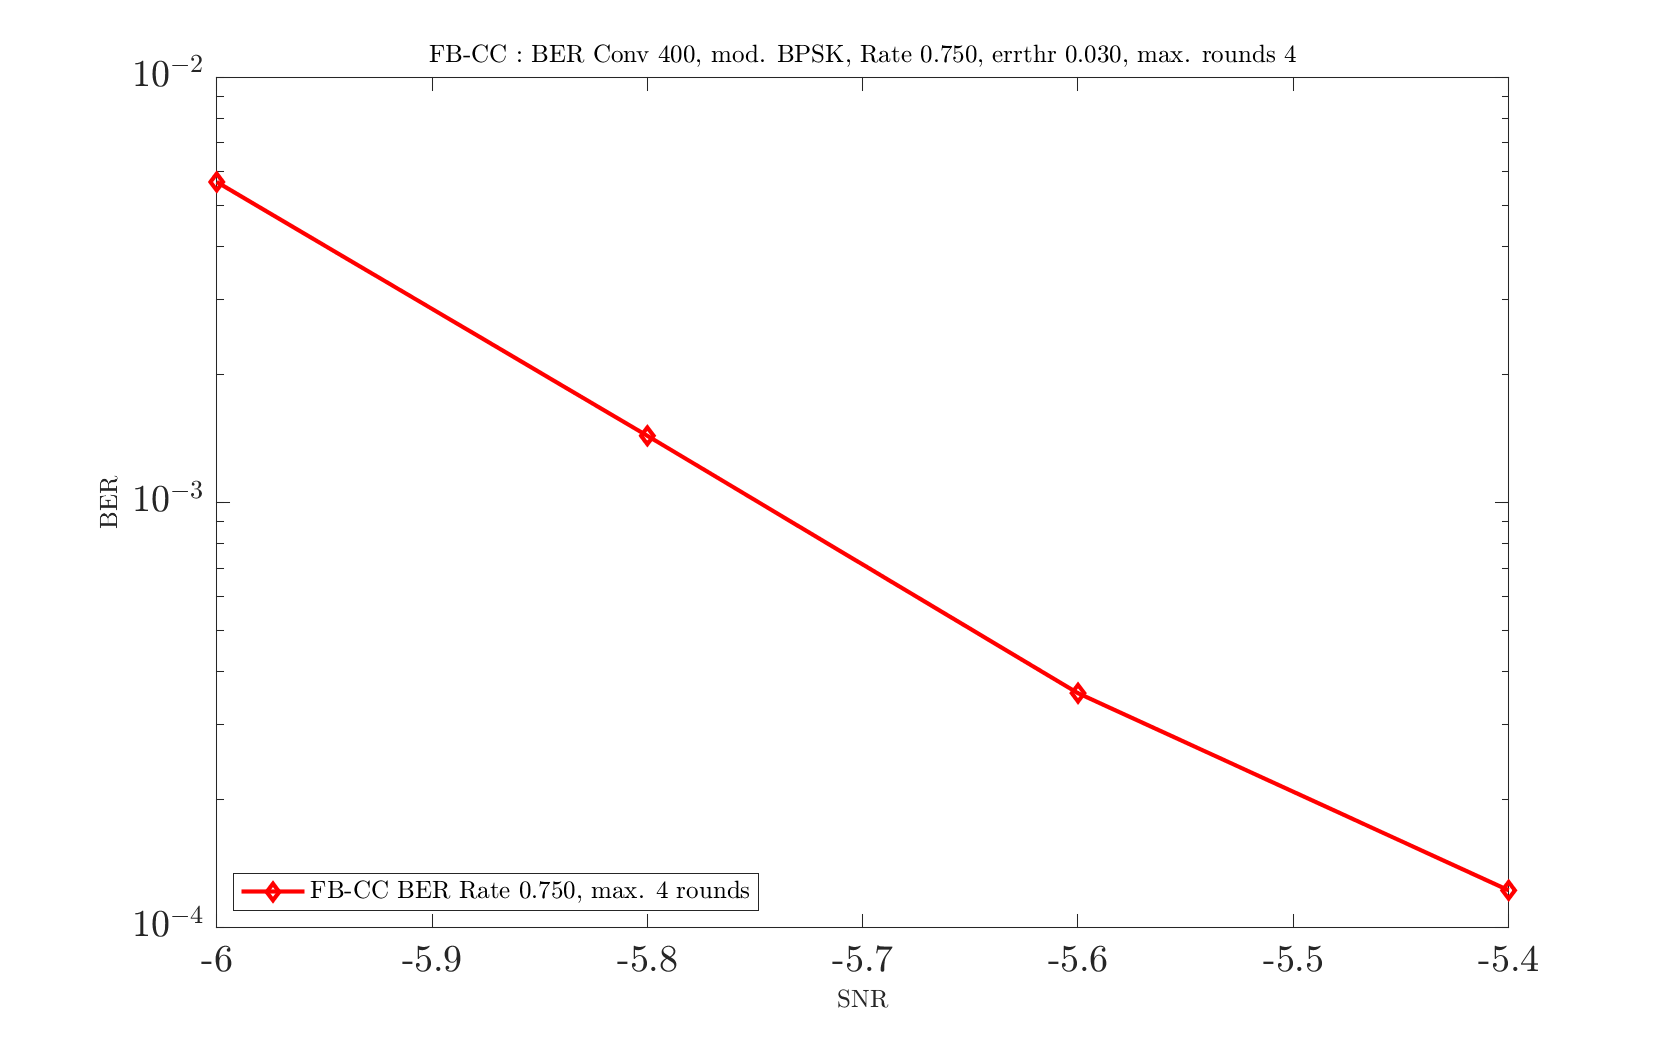 FB-CC : BER Conv 400, mod. BPSK, Rate 0.750, errthr 0.030, max. rounds 4
10^{-2}
10^{-3}
10^{-4}
BER
FB-CC BER Rate 0.750, max. 4 rounds
-6 -5.9 -5.8 -5.7 -5.6 -5.5 -5.4
SNR